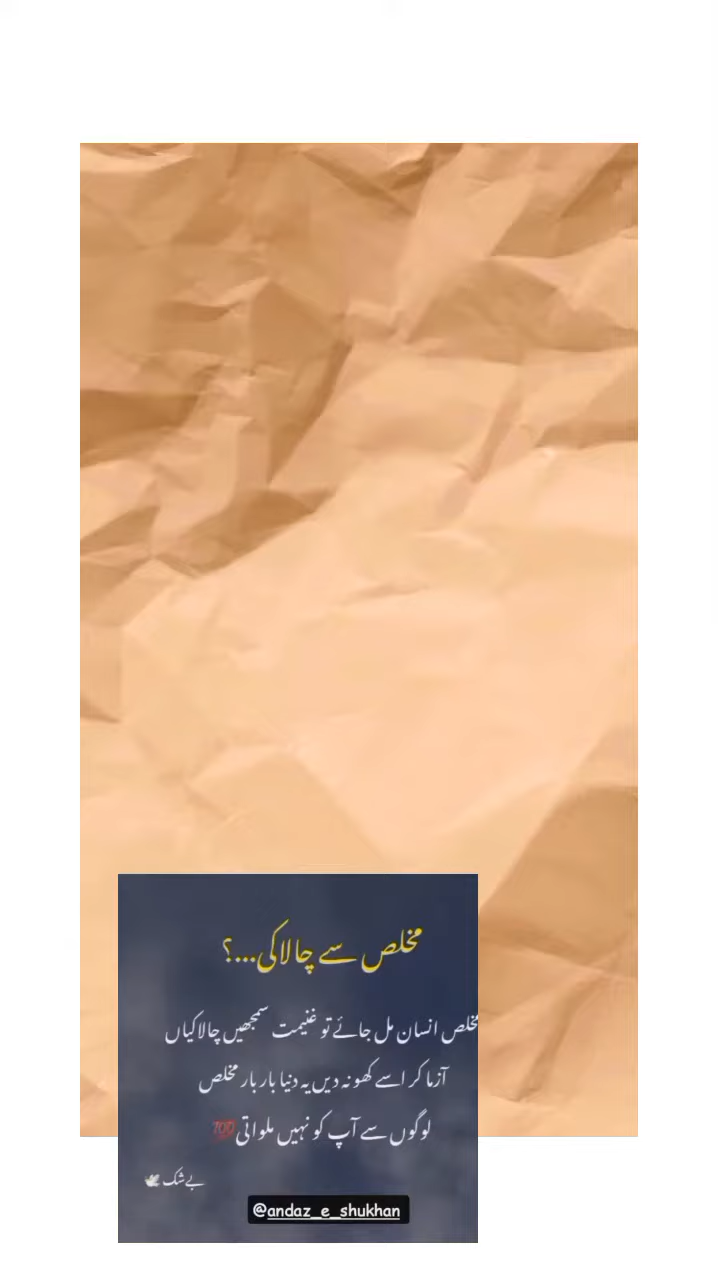 مخلص سے چالاکی...؟
مخلص انسان مل جائے تو غنیمت سمجھیں چالاکیاں
آزما کر اسے کھو نہ دیں یہ دنیا بار بار مخلص
لوگوں سے آپ کو نہیں ملواتی 💯
بے شک 🕊️
@andaz_e_shukhan